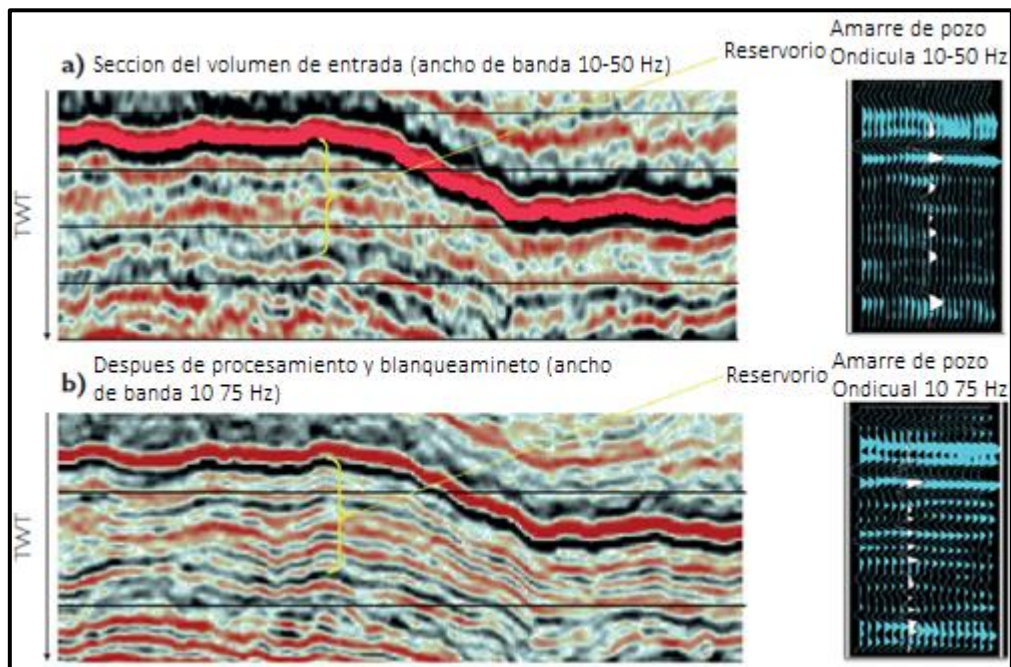 a) Seccion del volumen de entrada (ancho de banda 10-50 Hz)
Reservorio
Amarre de pozo
Ondicula 10-50 Hz
TWT
b) Despues de procesamiento y blanqueamineto (ancho
de banda 10 75 Hz)
Reservorio
Amarre de pozo
Ondicual 10 75 Hz
TWT